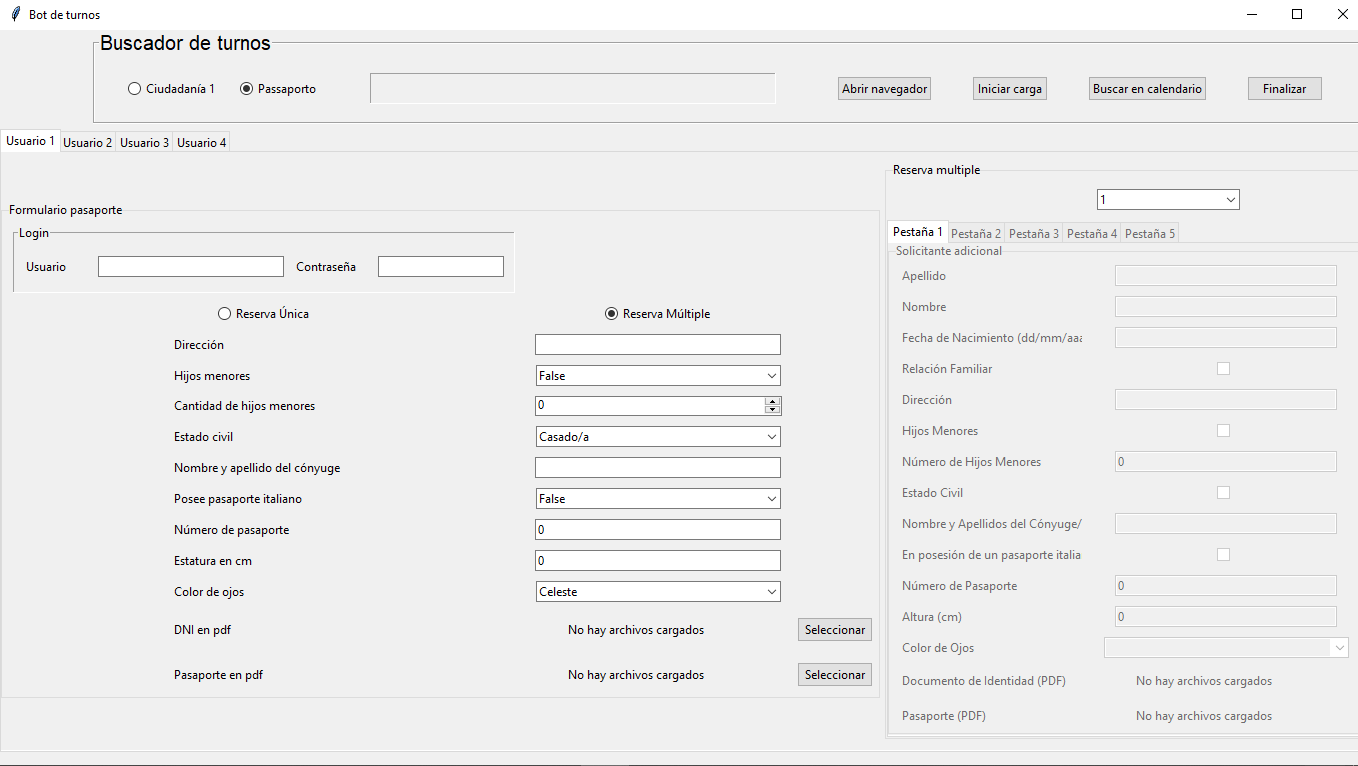 Bot de turnos
Buscador de turnos
Ciudadanía 1 Passaporto Abrir navegador Iniciar carga Buscar en calendario Finalizar
Usuario 1 Usuario 2 Usuario 3 Usuario 4
Formulario pasaporte
Login
Usuario Contraseña
Reserva Única Reserva Múltiple
Dirección
Hijos menores False
Cantidad de hijos menores 0
Estado civil Casado/a
Nombre y apellido del cónyuge
Posee pasaporte italiano False
Número de pasaporte 0
Estatura en cm 0
Color de ojos Celeste
DNI en pdf No hay archivos cargados Seleccionar
Pasaporte en pdf No hay archivos cargados Seleccionar
Reserva multiple
1
Pestaña 1 Pestaña 2 Pestaña 3 Pestaña 4 Pestaña 5
Solicitante adicional
Apellido
Nombre
Fecha de Nacimiento (dd/mm/aaa
Relación Familiar
Dirección
Hijos Menores
Número de Hijos Menores 0
Estado Civil
Nombre y Apellidos del Cónyuge/
En posesión de un pasaporte italia
Número de Pasaporte 0
Altura (cm) 0
Color de Ojos
Documento de Identidad (PDF) No hay archivos cargados
Pasaporte (PDF) No hay archivos cargados